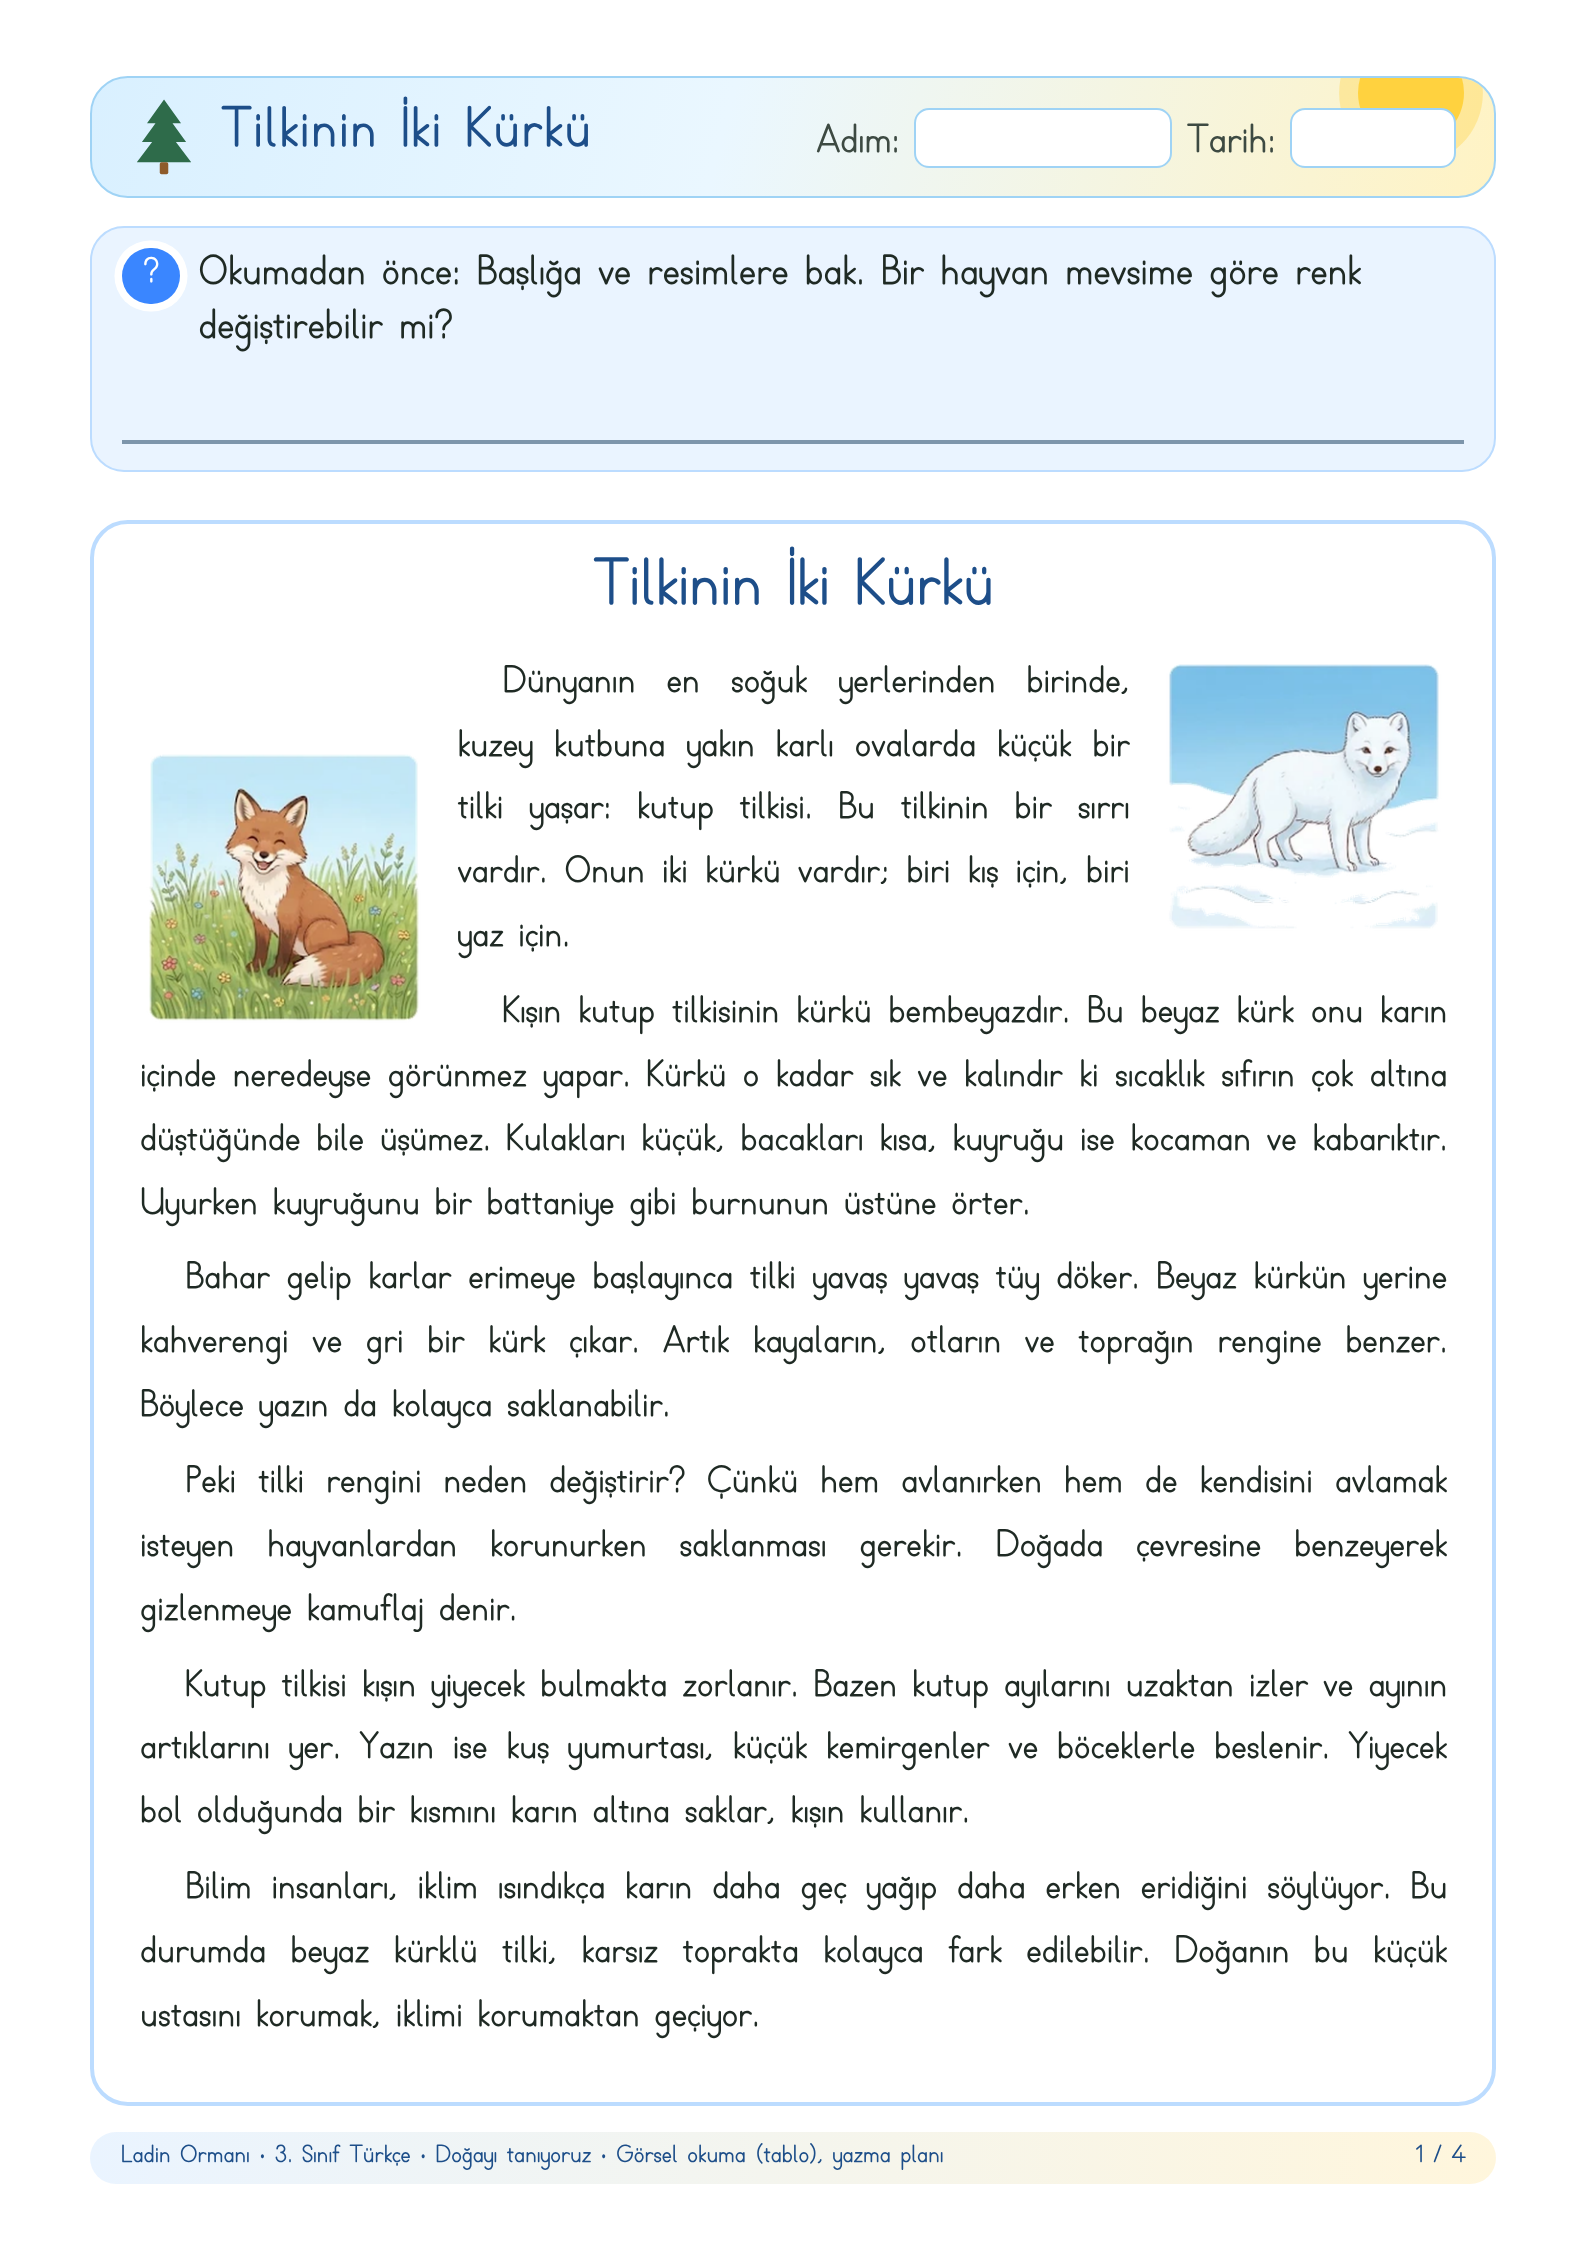 Tilkinin İki Kürkü
Adım:
Tarih:
?
Okumadan önce: Başlığa ve resimlere bak. Bir hayvan mevsime göre renk
değiştirebilir mi?
Tilkinin İki Kürkü
Dünyanın en soğuk yerlerinden birinde,
kuzey kutbuna yakın karlı ovalarda küçük bir
tilki yaşar: kutup tilkisi. Bu tilkinin bir sırrı
vardır. Onun iki kürkü vardır; biri kış için, biri
yaz için.
Kışın kutup tilkisinin kürkü bembeyazdır. Bu beyaz kürk onu karın
içinde neredeyse görünmez yapar. Kürkü o kadar sık ve kalındır ki sıcaklık sıfırın çok altına
düştüğünde bile üşümez. Kulakları küçük, bacakları kısa, kuyruğu ise kocaman ve kabarıktır.
Uyurken kuyruğunu bir battaniye gibi burnunun üstüne örter.
Bahar gelip karlar erimeye başlayınca tilki yavaş yavaş tüy döker. Beyaz kürkün yerine
kahverengi ve gri bir kürk çıkar. Artık kayaların, otların ve toprağın rengine benzer.
Böylece yazın da kolayca saklanabilir.
Peki tilki rengini neden değiştirir? Çünkü hem avlanırken hem de kendisini avlamak
isteyen hayvanlardan korunurken saklanması gerekir. Doğada çevresine benzeyerek
gizlenmeye kamuflaj denir.
Kutup tilkisi kışın yiyecek bulmakta zorlanır. Bazen kutup ayılarını uzaktan izler ve ayının
artıklarını yer. Yazın ise kuş yumurtası, küçük kemirgenler ve böceklerle beslenir. Yiyecek
bol olduğunda bir kısmını karın altına saklar, kışın kullanır.
Bilim insanları, iklim ısındıkça karın daha geç yağıp daha erken eridiğini söylüyor. Bu
durumda beyaz kürklü tilki, karsız toprakta kolayca fark edilebilir. Doğanın bu küçük
ustasını korumak, iklimi korumaktan geçiyor.
Ladin Ormanı • 3. Sınıf Türkçe • Doğayı tanıyoruz • Görsel okuma (tablo), yazma planı
1 / 4